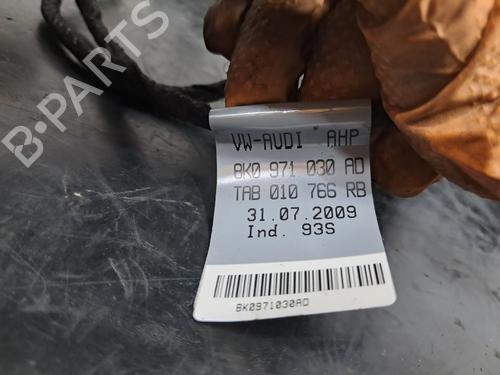 VW-AUDI AHP
8K0 971 030 AD
TAB 010 766 RB
31.07.2009
Ind. 93S
8K0971030AD
B-PARTS